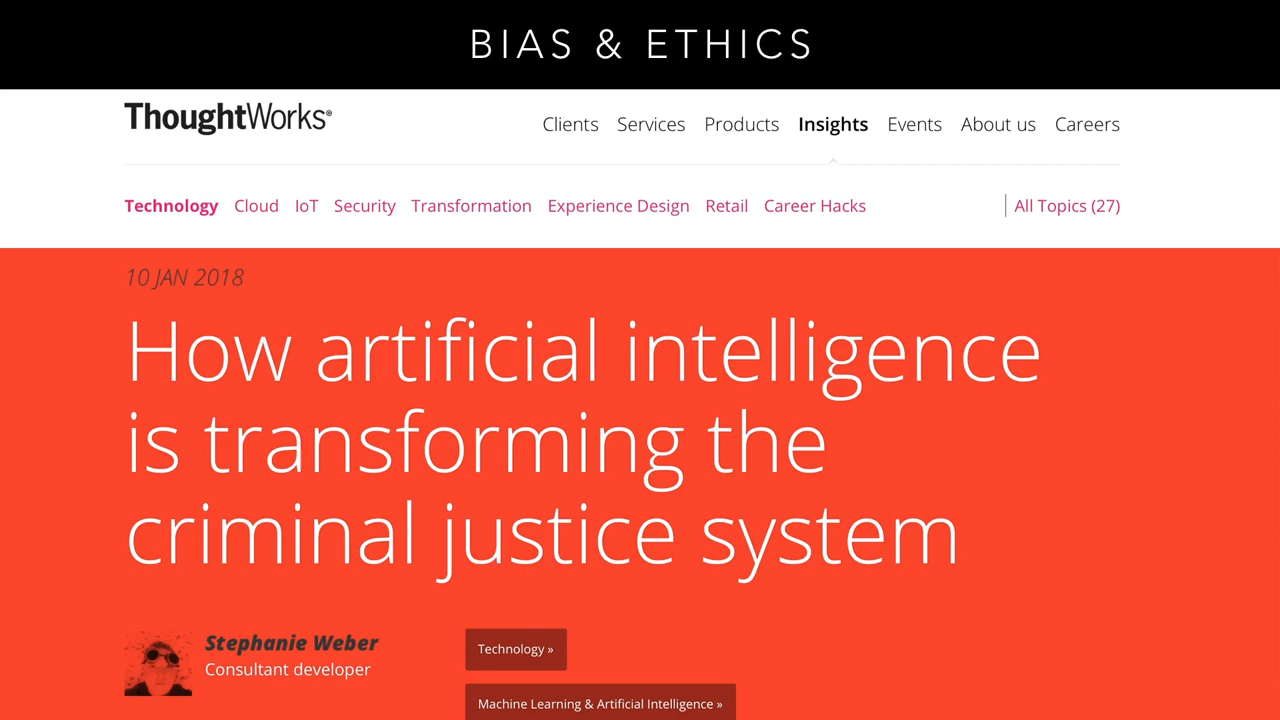 BIAS & ETHICS
ThoughtWorks®
Clients Services Products Insights Events About us Careers
Technology Cloud IoT Security Transformation Experience Design Retail Career Hacks All Topics (27)
10 JAN 2018
How artificial intelligence
is transforming the
criminal justice system
Stephanie Weber
Consultant developer
Technology »
Machine Learning & Artificial Intelligence »